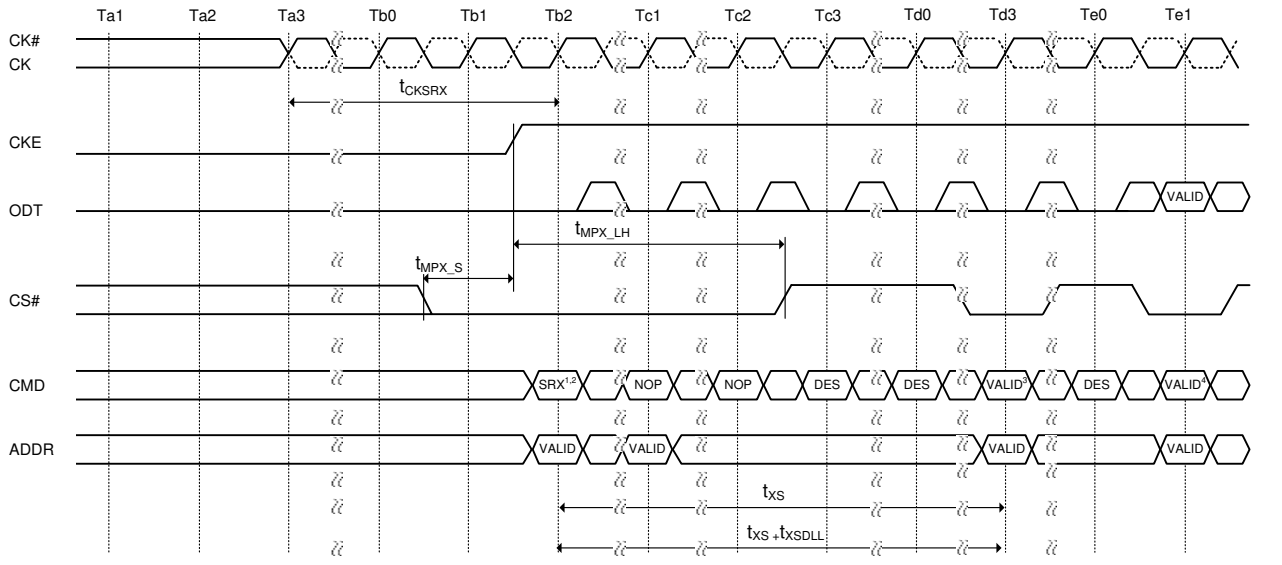 Ta1 Ta2 Ta3 Tb0 Tb1 Tb2 Tc1 Tc2 Tc3 Td0 Td3 Te0 Te1
CK#
CK
tCKSRX
CKE
ODT VALID
tMPX_LH
tMPX_S
CS#
CMD SRX1,2 NOP NOP DES DES VALID3 DES VALID4
ADDR VALID VALID VALID VALID
tXS
tXS +tXSDLL